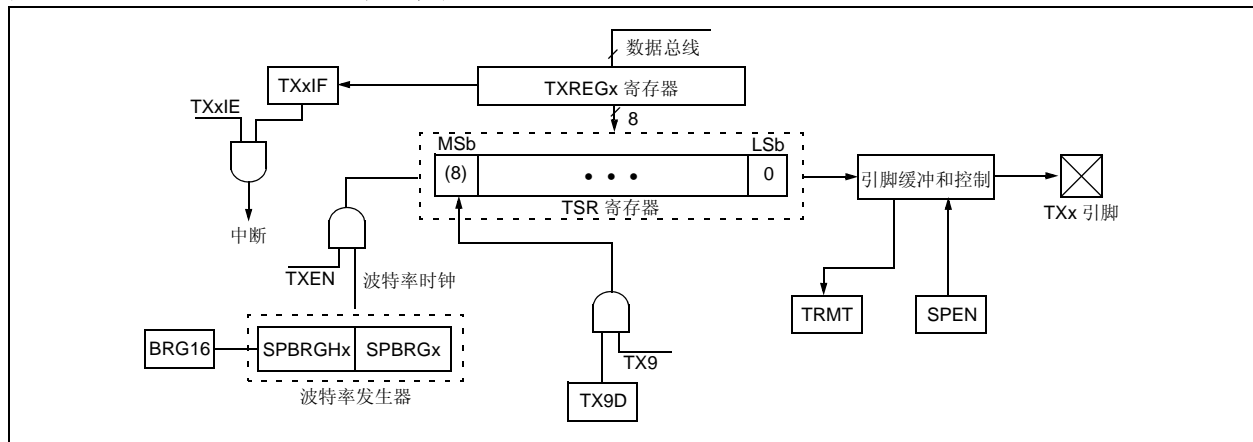 数据总线
TXxIF
TXREGx 寄存器
TXxIE
8
MSb
LSb
(8)
• • •
0
引脚缓冲和控制
TSR 寄存器
TXx 引脚
中断
TXEN
波特率时钟
TRMT
SPEN
BRG16
SPBRGHx
SPBRGx
TX9
波特率发生器
TX9D